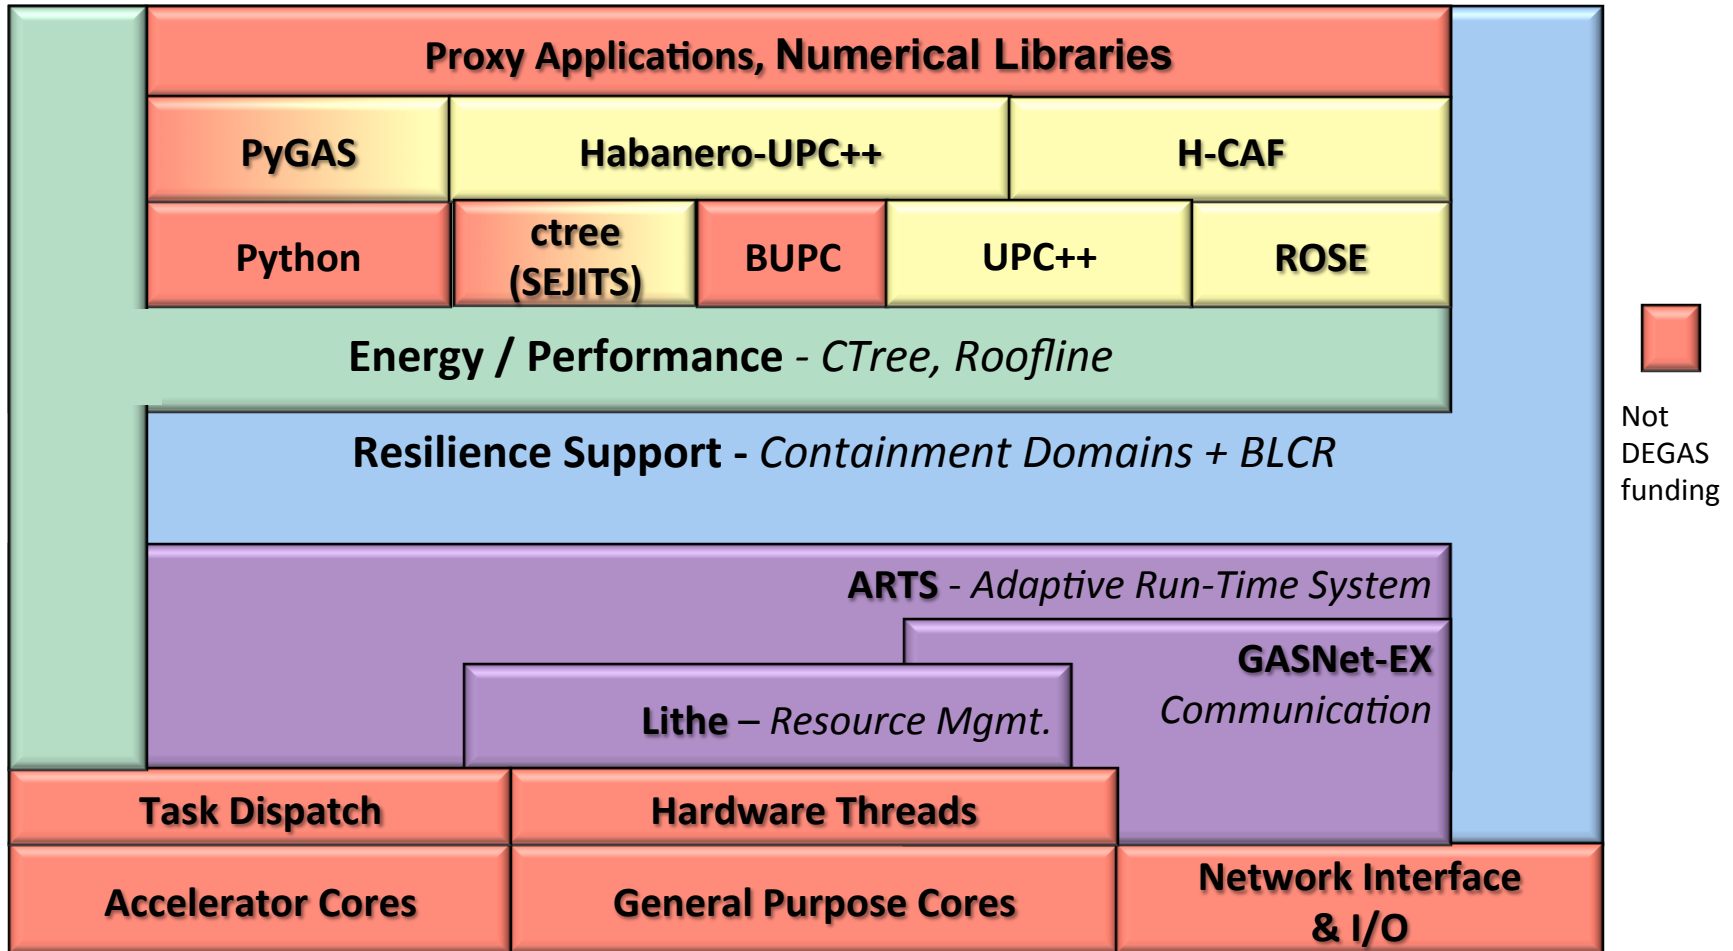 Proxy Applications, Numerical Libraries
PyGAS
Habanero-UPC++
H-CAF
Python
ctree
(SEJITS)
BUPC
UPC++
ROSE
Energy / Performance - CTree, Roofline
Resilience Support - Containment Domains + BLCR
Not
DEGAS
funding
ARTS - Adaptive Run-Time System
GASNet-EX
Communication
Lithe – Resource Mgmt.
Task Dispatch
Hardware Threads
Accelerator Cores
General Purpose Cores
Network Interface
& I/O